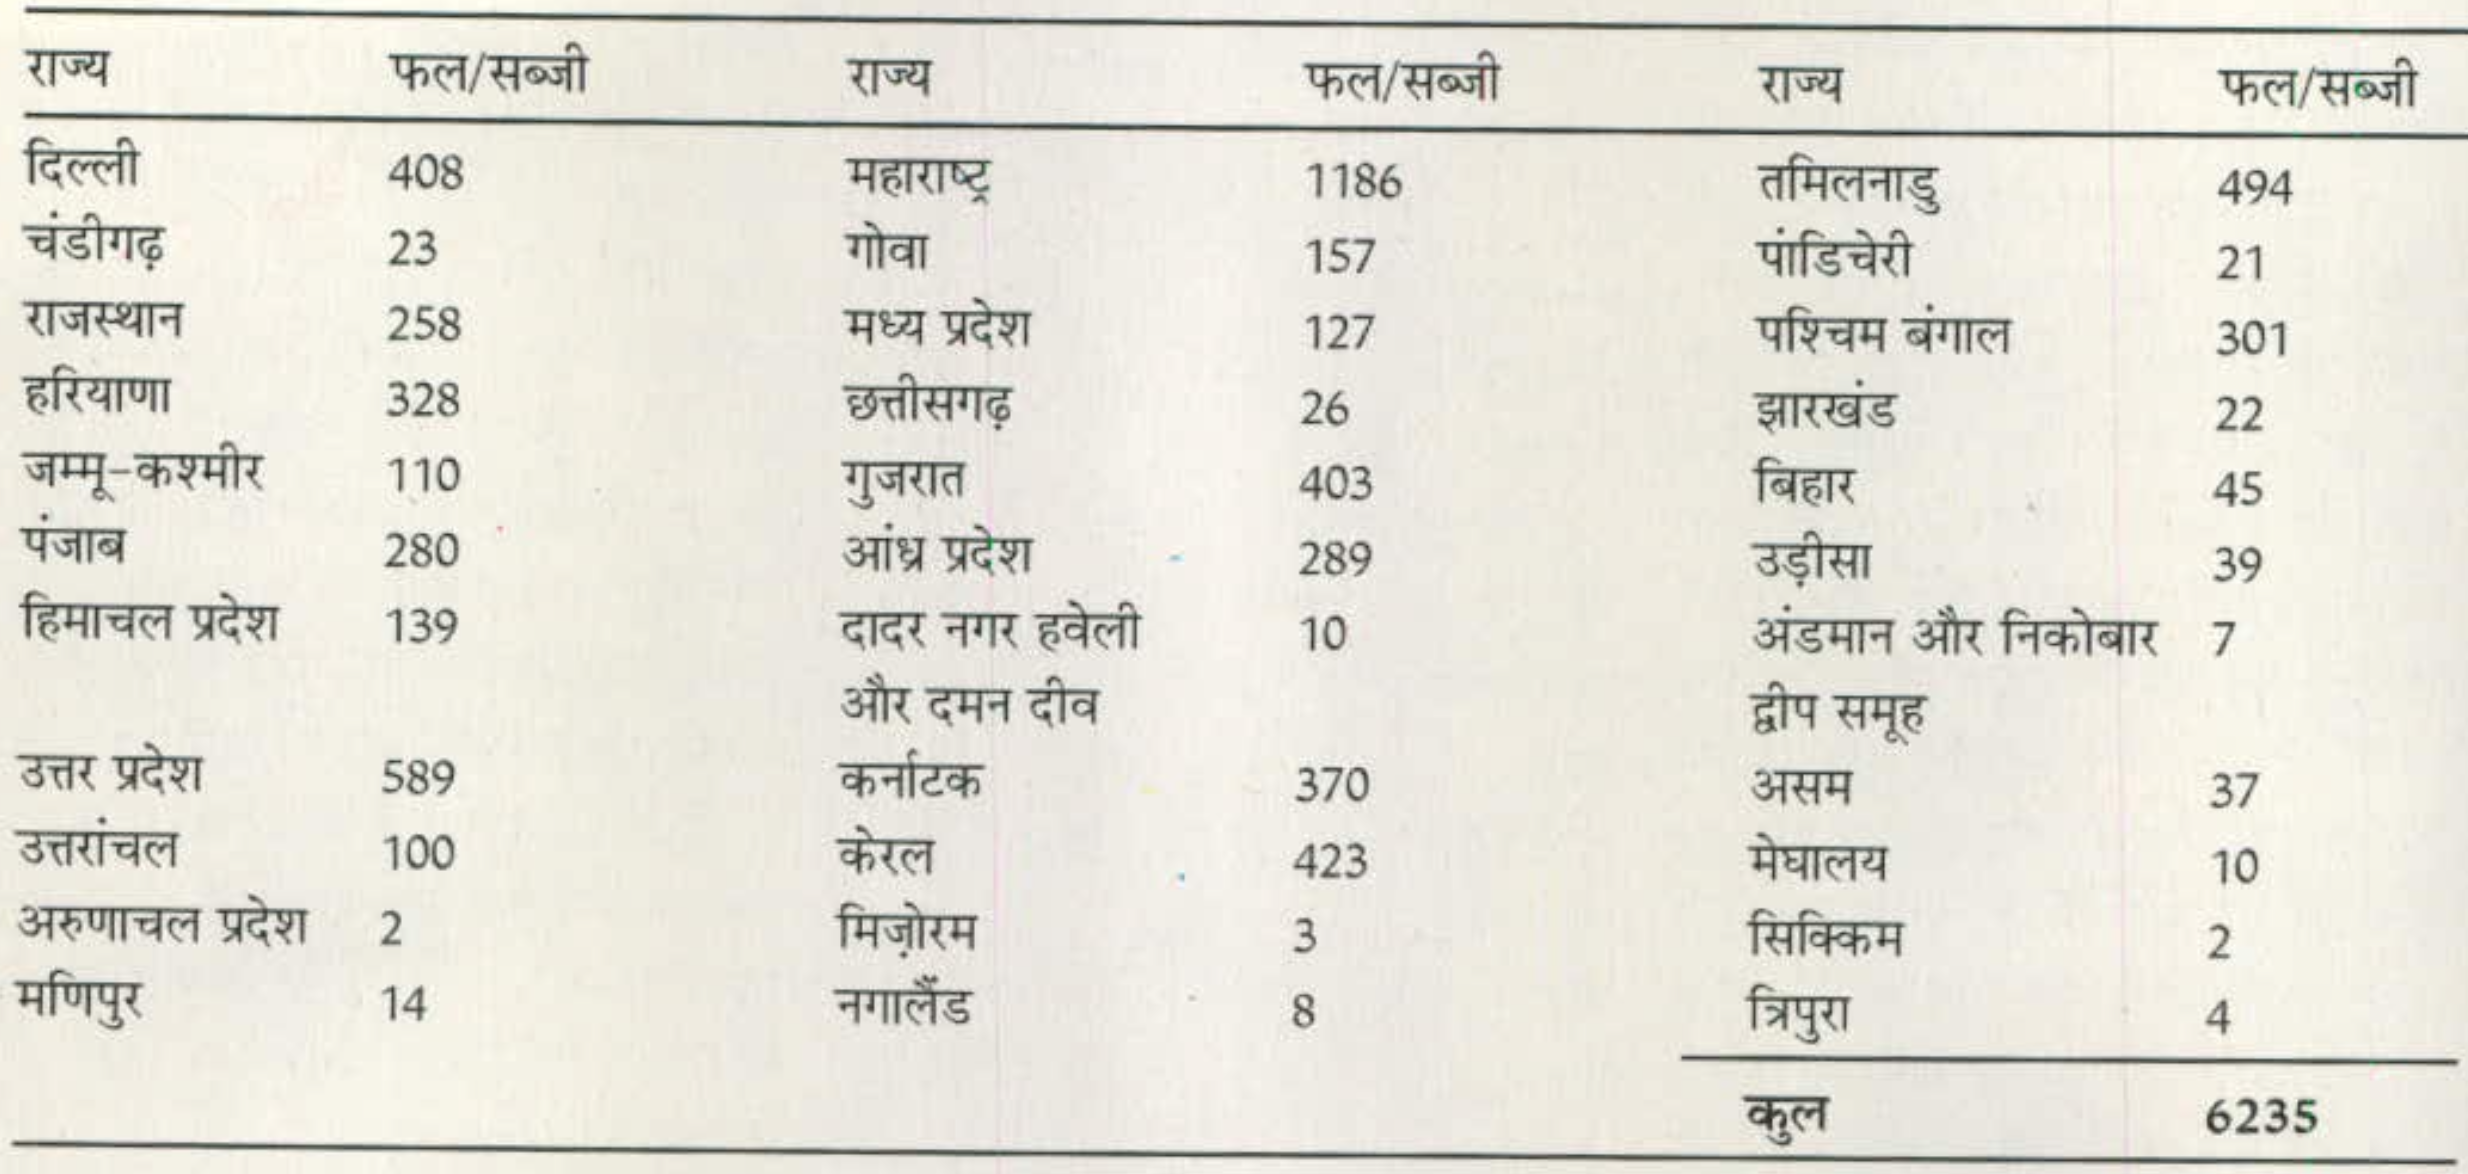 राज्य फल/सब्जी राज्य फल/सब्जी राज्य फल/सब्जी
दिल्ली 408 महाराष्ट्र 1186 तमिलनाडु 494
चंडीगढ़ 23 गोवा 157 पांडिचेरी 21
राजस्थान 258 मध्य प्रदेश 127 पश्चिम बंगाल 301
हरियाणा 328 छत्तीसगढ़ 26 झारखंड 22
जम्मू-कश्मीर 110 गुजरात 403 बिहार 45
पंजाब 280 आंध्र प्रदेश 289 उड़ीसा 39
हिमाचल प्रदेश 139 दादर नगर हवेली 10 अंडमान और निकोबार 7
और दमन दीव द्वीप समूह
उत्तर प्रदेश 589 कर्नाटक 370 असम 37
उत्तरांचल 100 केरल 423 मेघालय 10
अरुणाचल प्रदेश 2 मिज़ोरम 3 सिक्किम 2
मणिपुर 14 नगालैंड 8 त्रिपुरा 4
कुल 6235